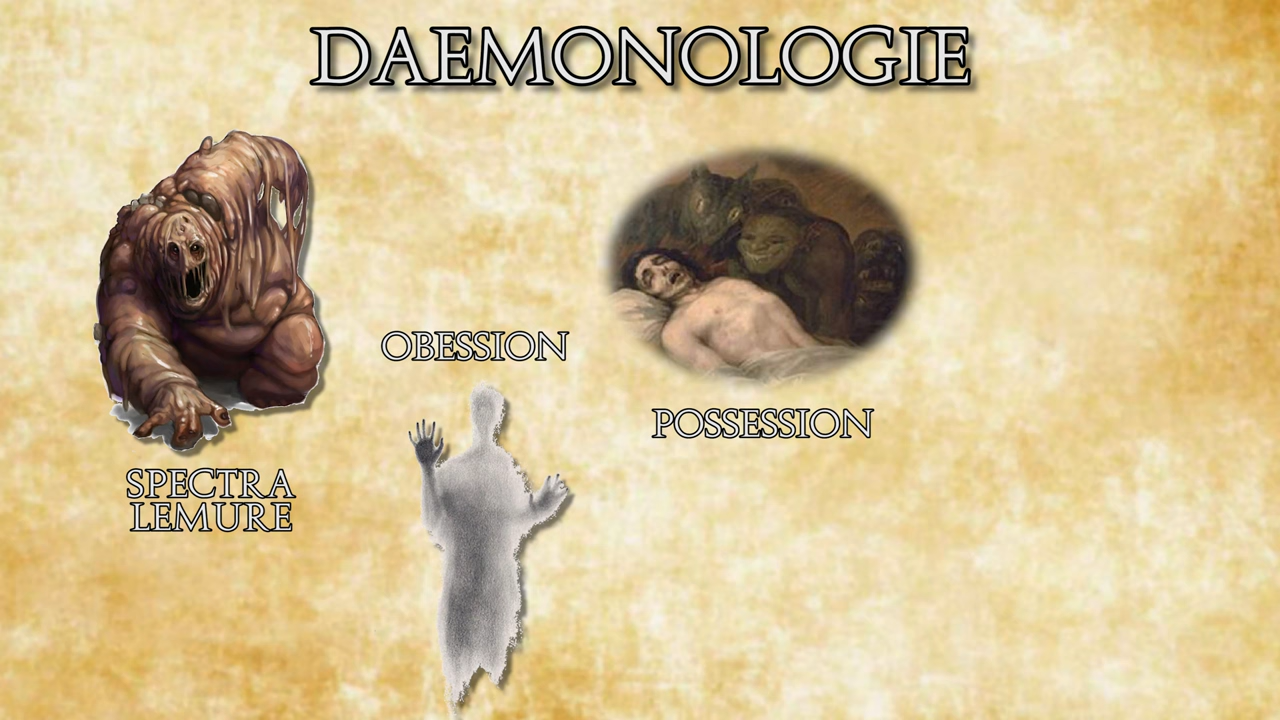 DAEMONOLOGIE
OBESSION
POSSESSION
SPECTRA
LEMURE